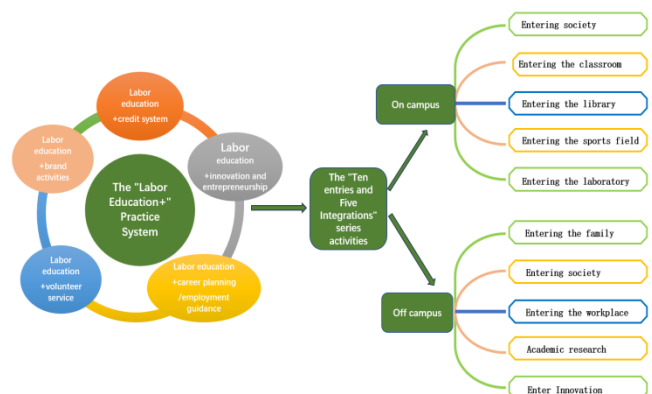 Labor
education
+credit system
Labor
education
+innovation and
entrepreneurship
Labor education
+career planning
/employment
guidance
Labor
education
+volunteer
service
Labor
education
+brand
activities
The "Labor
Education+"
Practice
System
The "Ten
entries and
Five
Integrations"
series
activities
On campus
Entering society
Entering the classroom
Entering the library
Entering the sports field
Entering the laboratory
Off campus
Entering the family
Entering society
Entering the workplace
Academic research
Enter Innovation